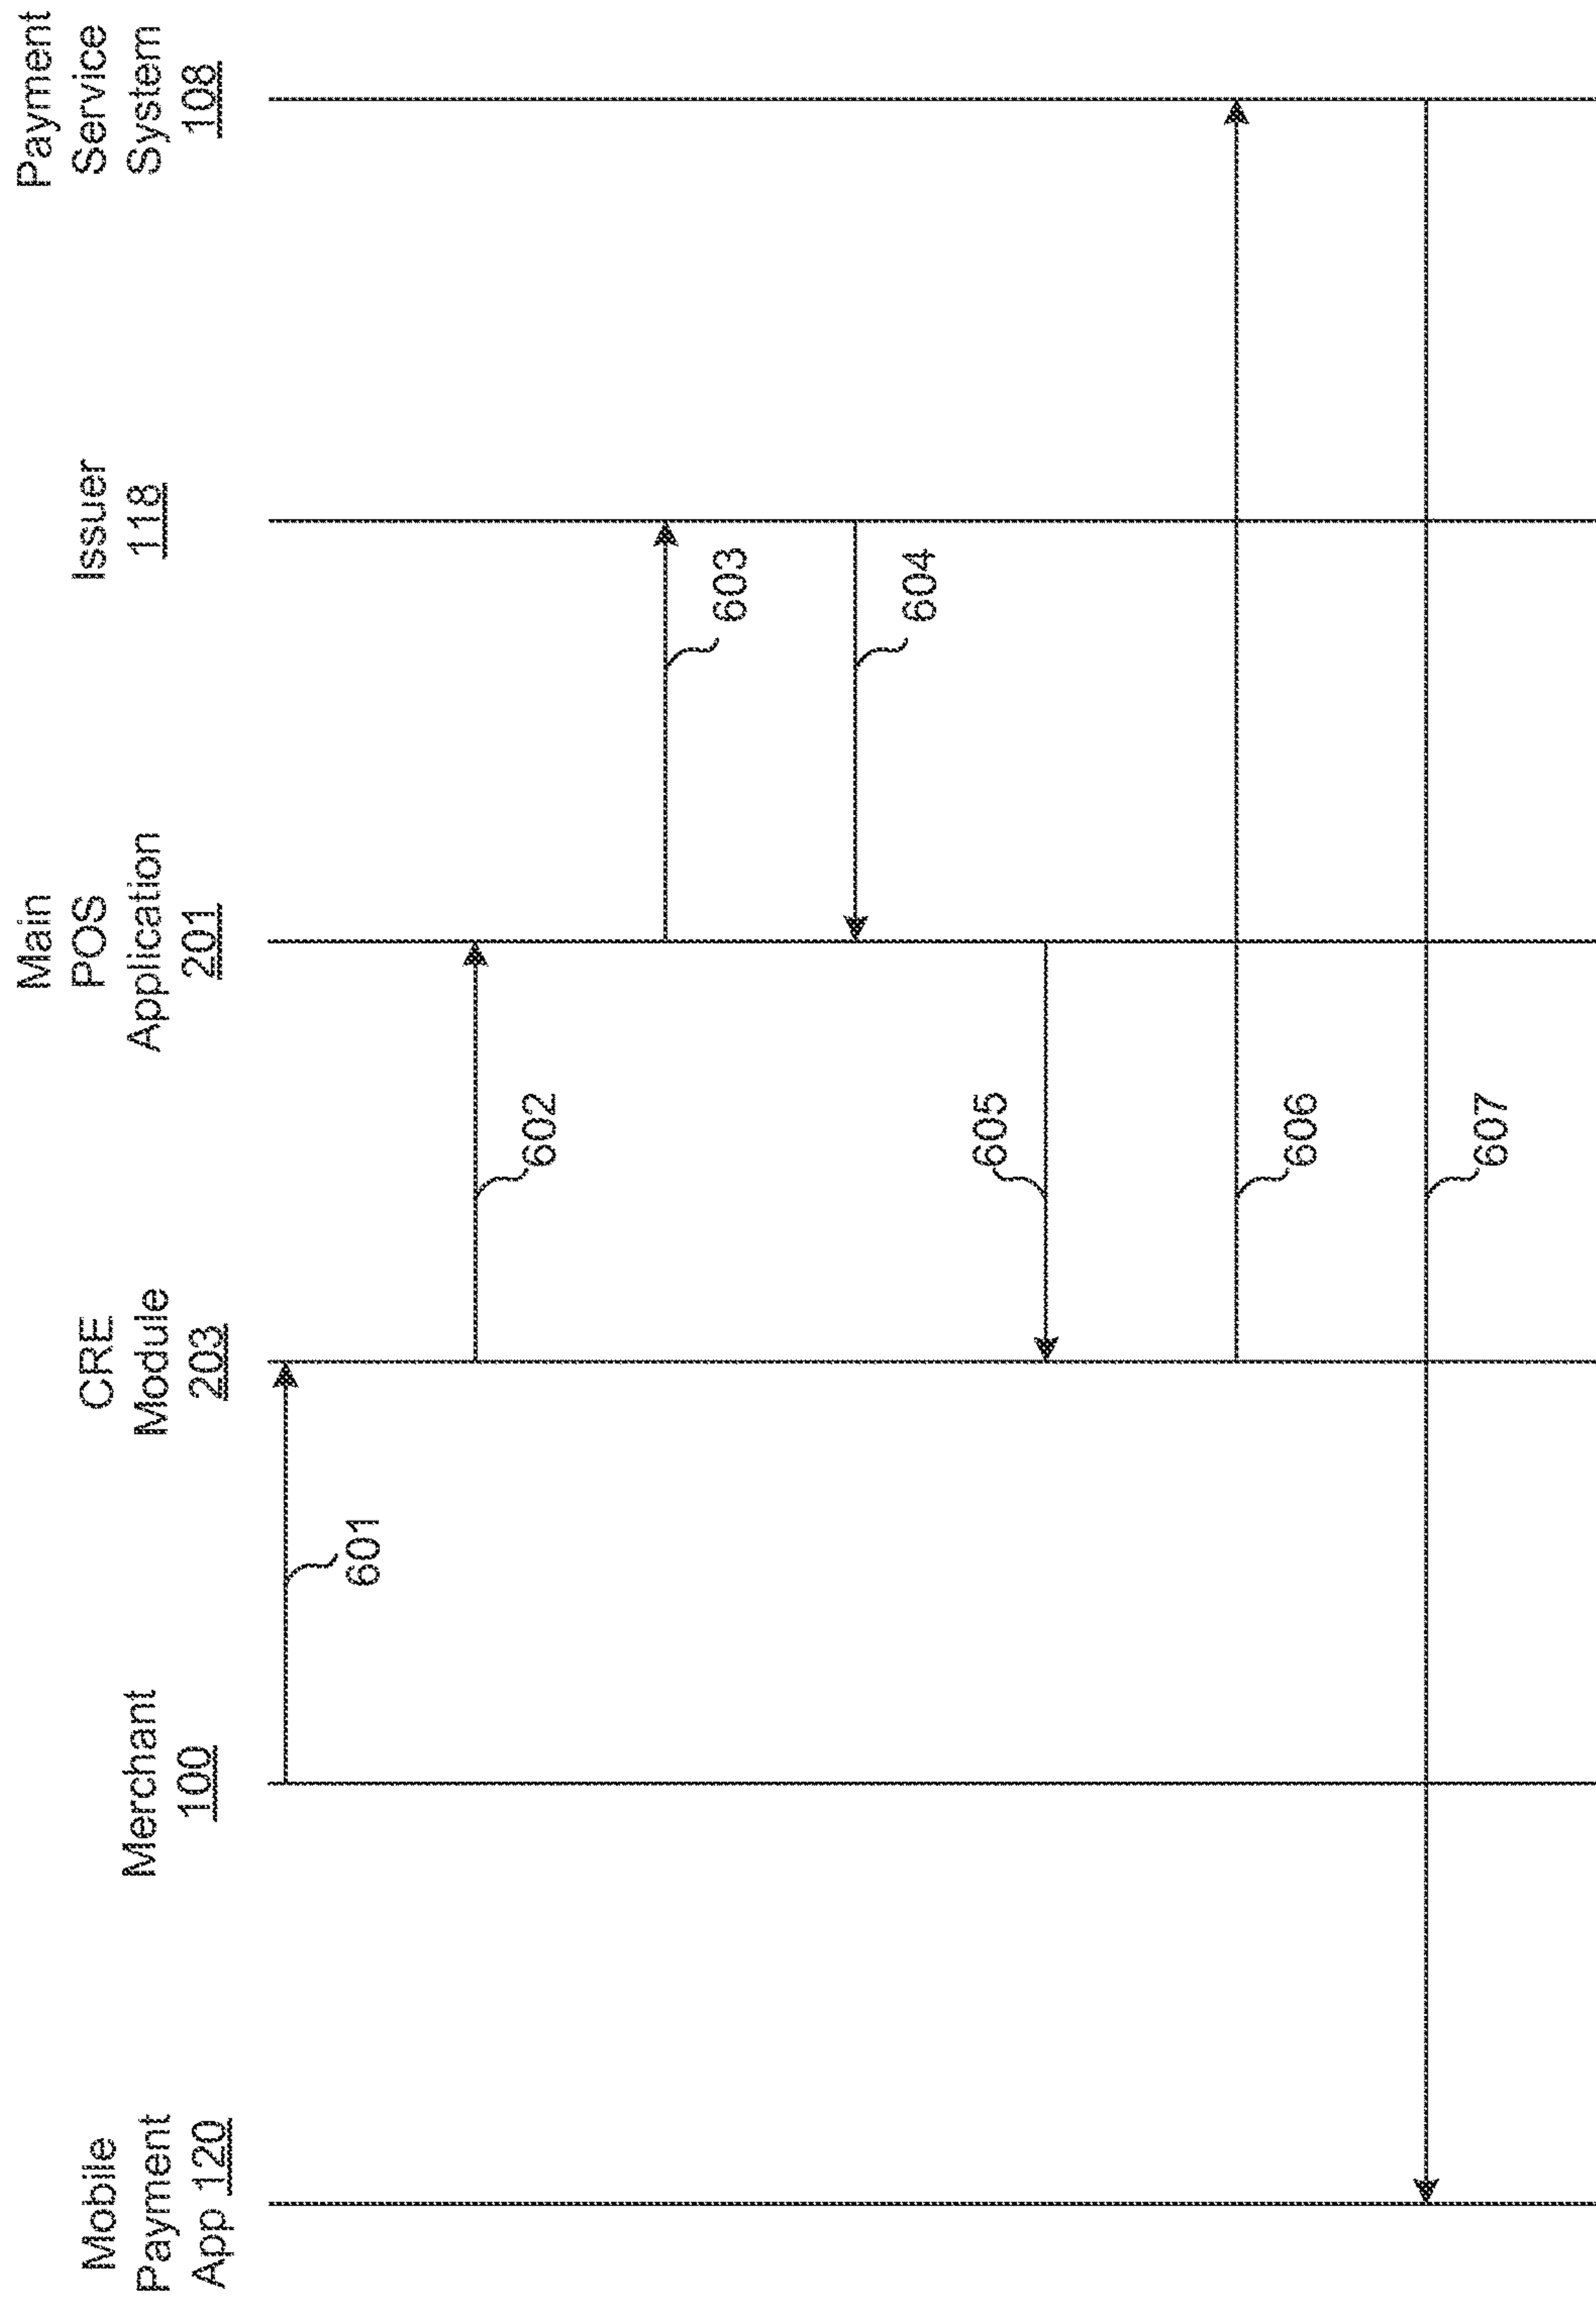 Mobile
Payment
App 120
Merchant
100
CRE
Module
203
Main
POS
Application
201
Issuer
118
Payment
Service
System
108
601
602
603
604
605
606
607